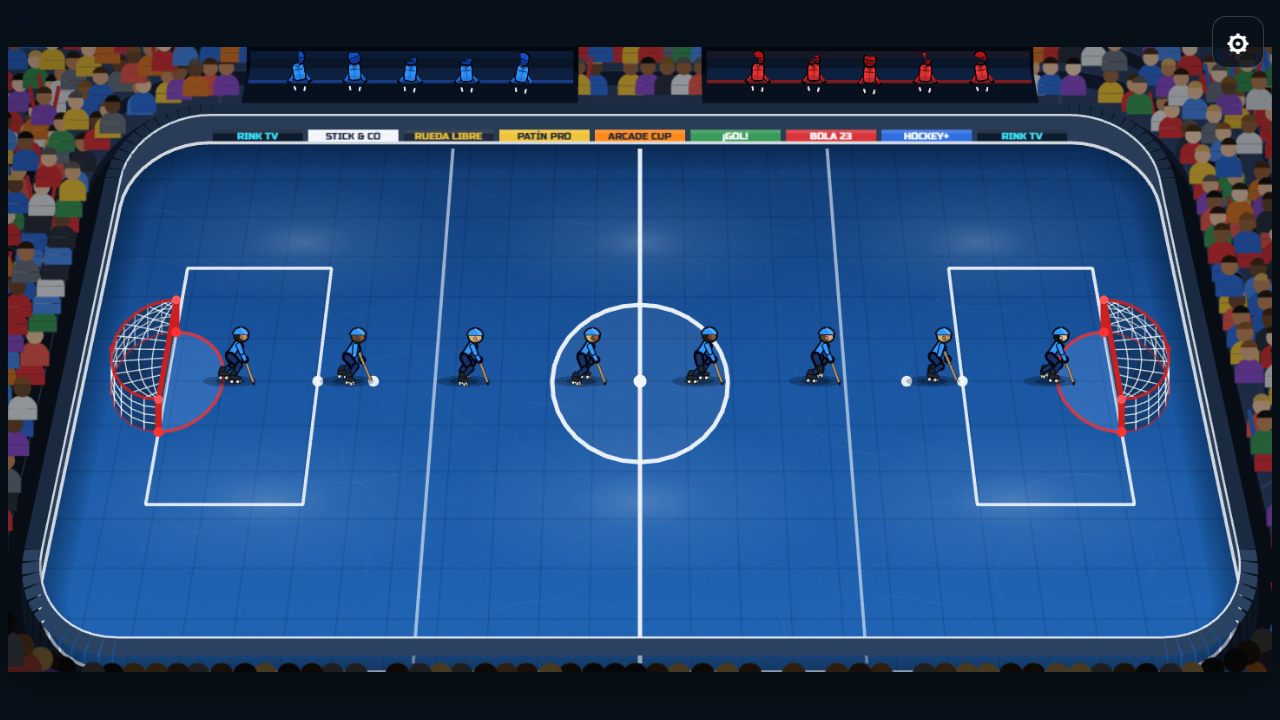 RINK TV
STICK & CO
RUEDA LIBRE
PATÍN PRO
ARCADE CUP
¡GOL!
BOLA 23
HOCKEY+
RINK TV